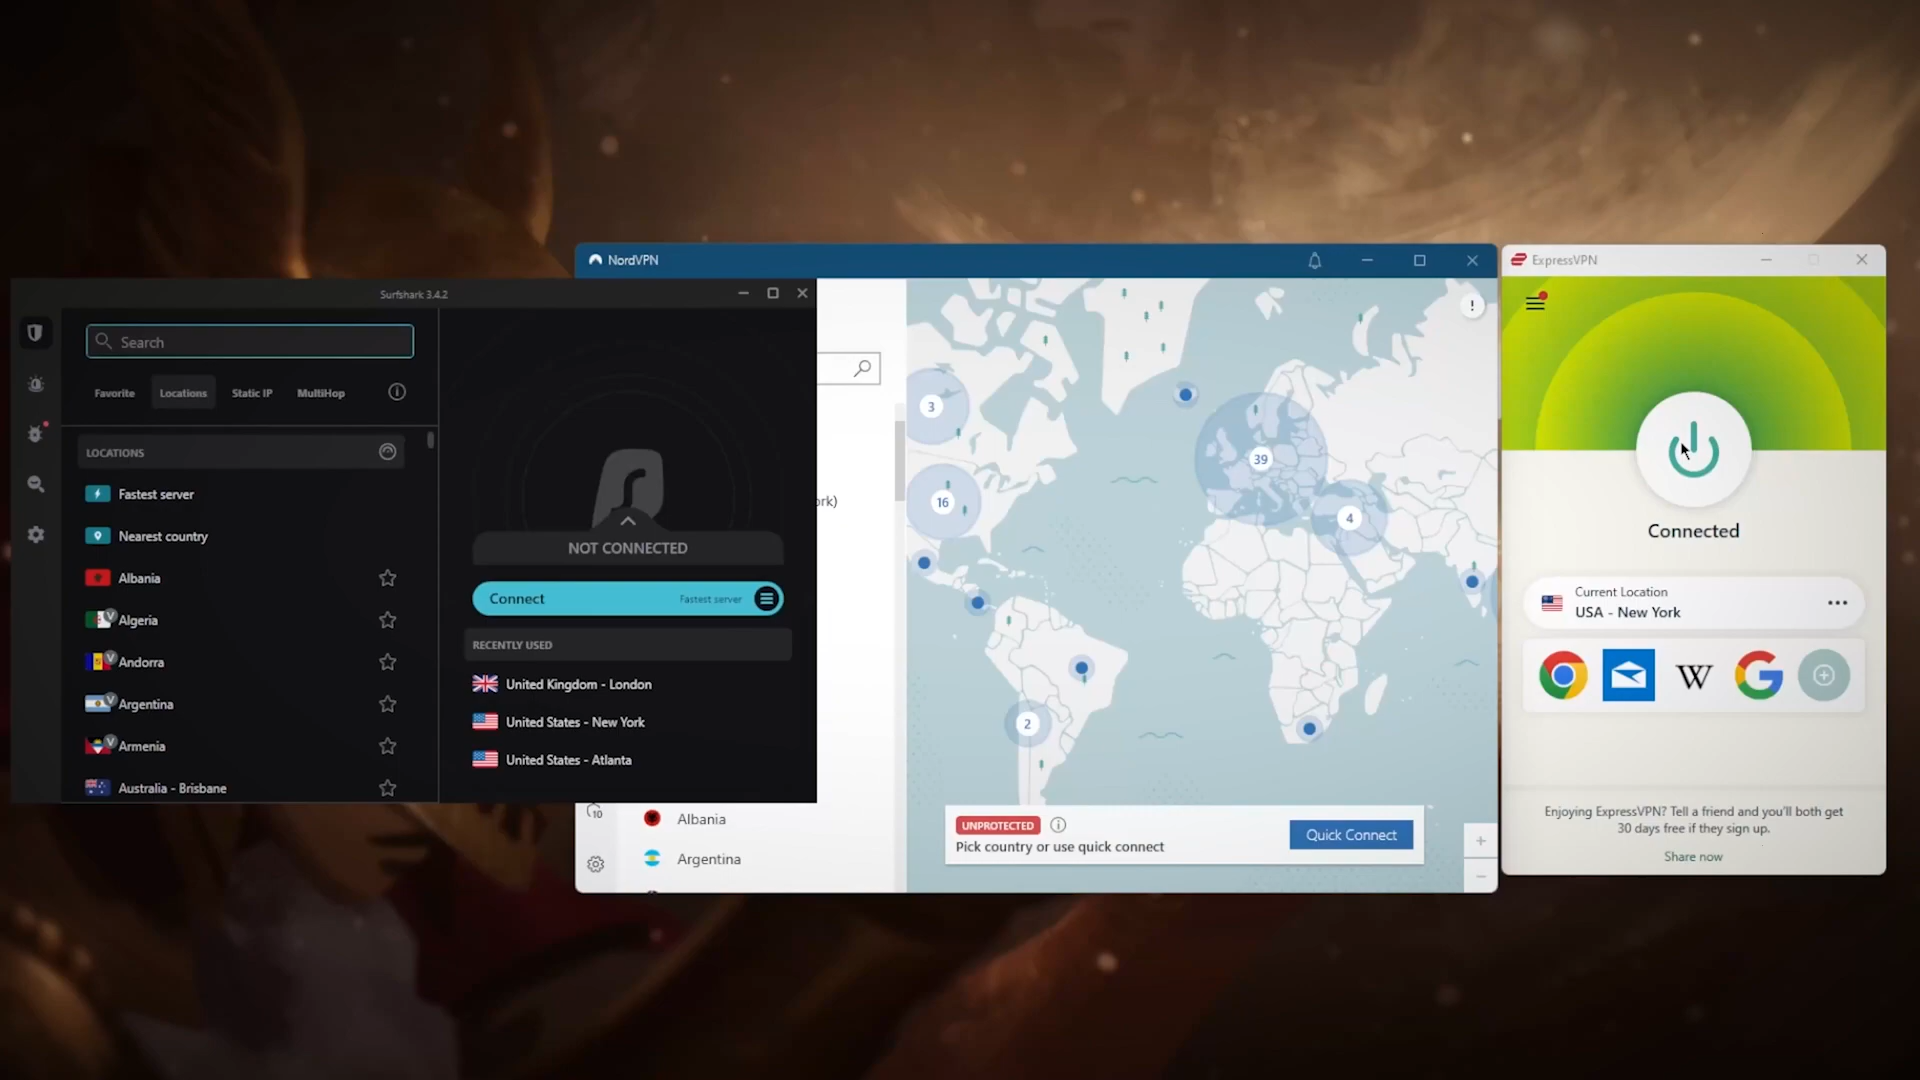 Surfshark 3.4.2
Search
Favorite
Locations
Static IP
MultiHop
LOCATIONS
Fastest server
Nearest country
Albania
Algeria
Andorra
Argentina
Armenia
Australia - Brisbane
NOT CONNECTED
Connect
Fastest server
RECENTLY USED
United Kingdom - London
United States - New York
United States - Atlanta
NordVPN
ork)
10
Albania
Argentina
3
16
39
4
2
!
UNPROTECTED
Pick country or use quick connect
Quick Connect
+
−
ExpressVPN
Connected
Current Location
USA - New York
W
G
Enjoying ExpressVPN? Tell a friend and you'll both get
30 days free if they sign up.
Share now